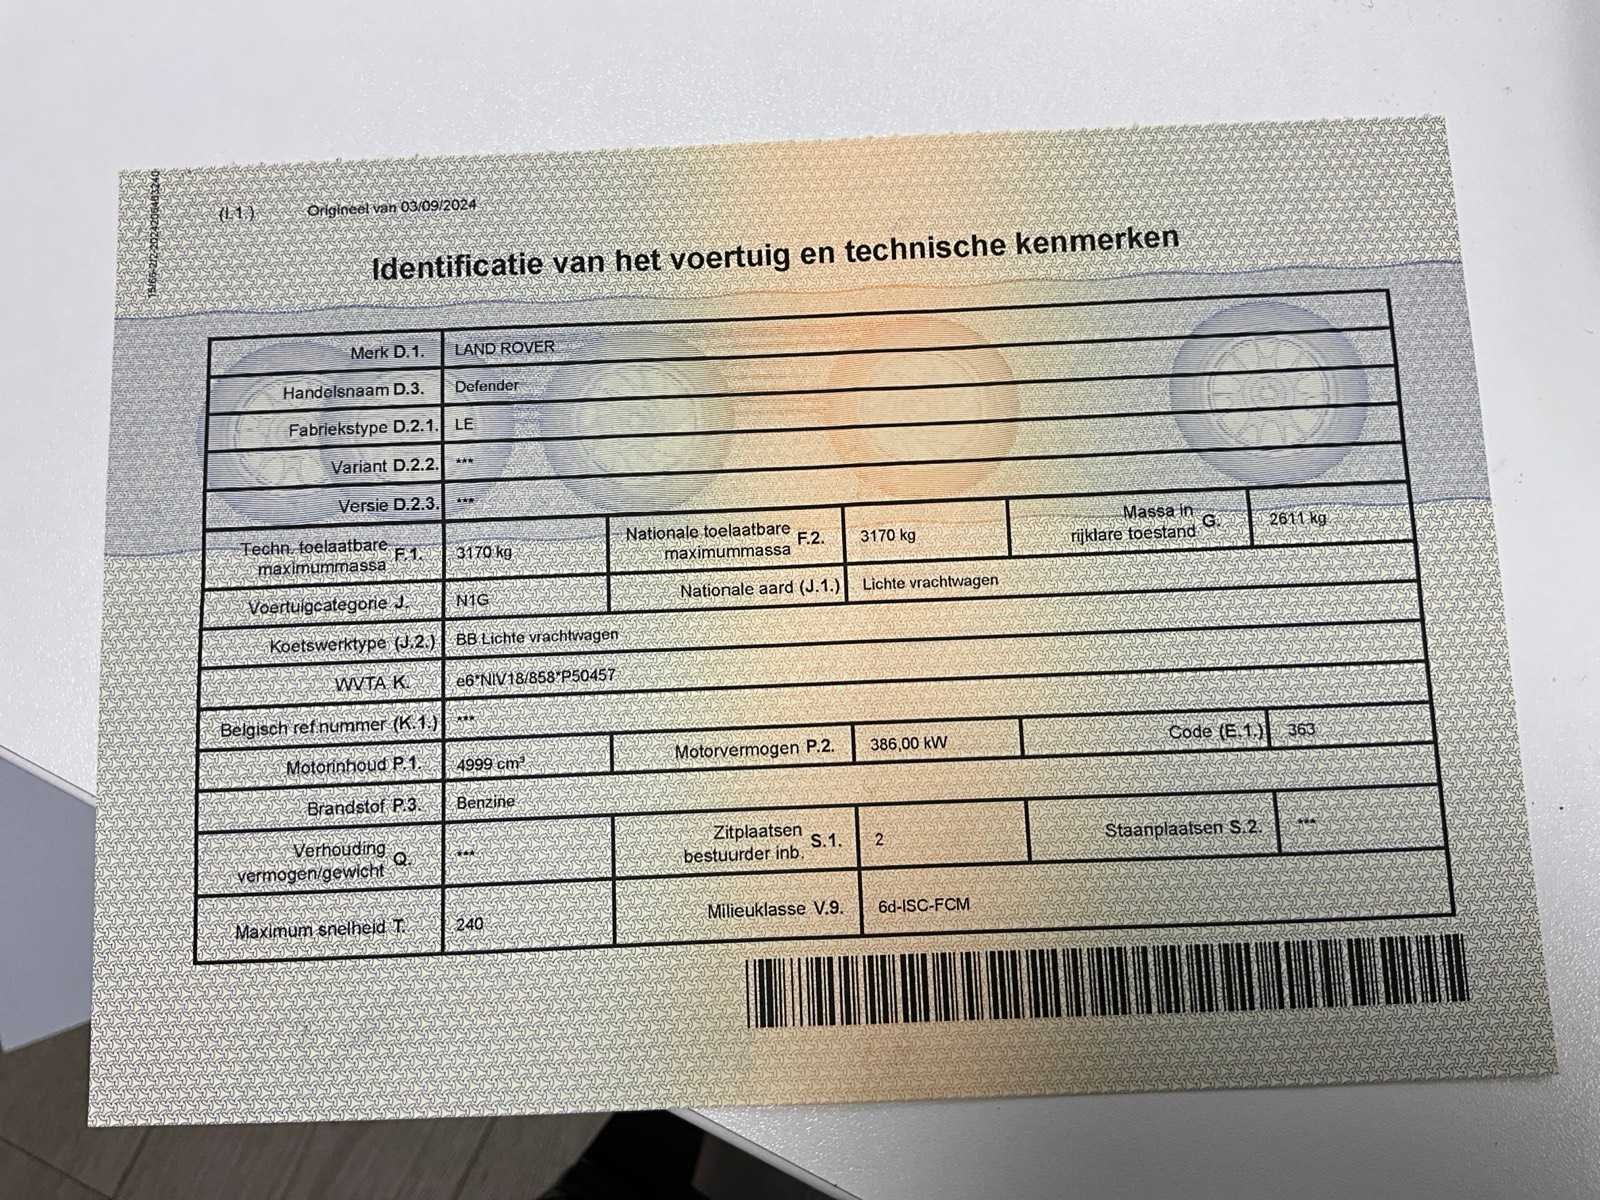 15/65-2/2-2024209463240
(I.1.) Origineel van 03/09/2024
Identificatie van het voertuig en technische kenmerken
Merk D.1. LAND ROVER
Handelsnaam D.3. Defender
Fabriekstype D.2.1. LE
Variant D.2.2. ***
Versie D.2.3. ***
Techn. toelaatbare maximummassa F.1. 3170 kg Nationale toelaatbare maximummassa F.2. 3170 kg Massa in rijklare toestand G. 2611 kg
Voertuigcategorie J. N1G Nationale aard (J.1.) Lichte vrachtwagen
Koetswerktype (J.2.) BB Lichte vrachtwagen
WVTA K. e6*NIV18/858*P50457
Belgisch ref.nummer (K.1.) ***
Motorinhoud P.1. 4999 cm³ Motorvermogen P.2. 386,00 kW Code (E.1.) 363
Brandstof P.3. Benzine
Verhouding vermogen/gewicht Q. *** Zitplaatsen bestuurder inb. S.1. 2 Staanplaatsen S.2. ***
Maximum snelheid T. 240 Milieuklasse V.9. 6d-ISC-FCM